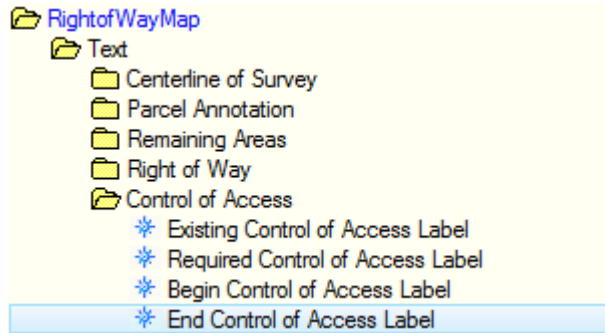 RightofWayMap
Text
Centerline of Survey
Parcel Annotation
Remaining Areas
Right of Way
Control of Access
Existing Control of Access Label
Required Control of Access Label
Begin Control of Access Label
End Control of Access Label